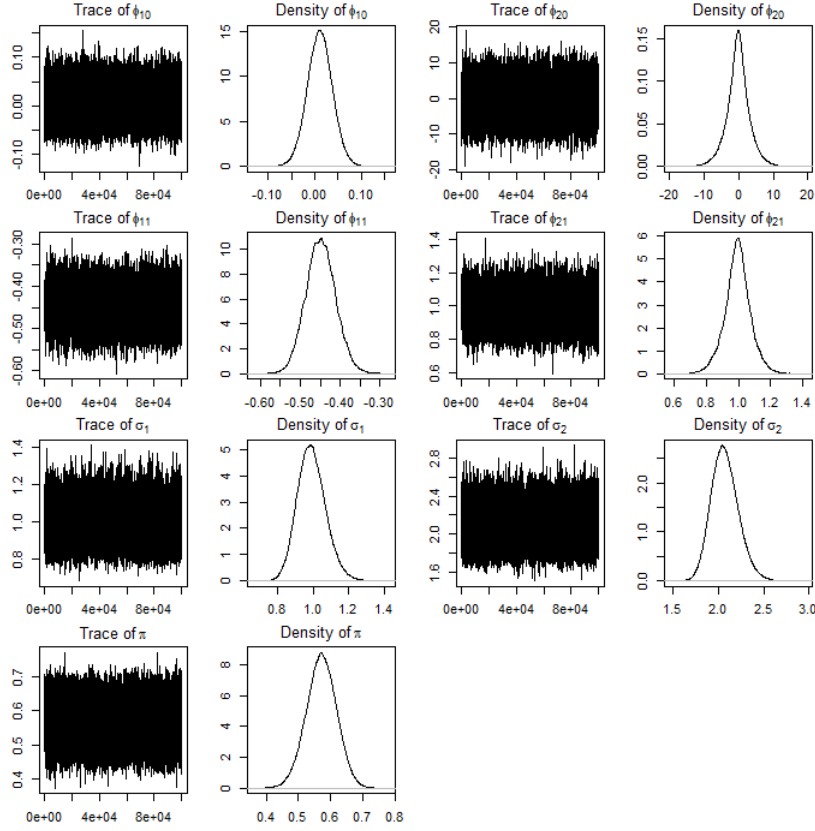 Trace of ϕ10
Density of ϕ10
Trace of ϕ20
Density of ϕ20
-0.10 0.00 0.10
0 5 10 15
-20 -10 0 10 20
0.00 0.05 0.10 0.15
0e+00 4e+04 8e+04
-0.10 0.00 0.10
0e+00 4e+04 8e+04
-20 -10 0 10 20
Trace of ϕ11
Density of ϕ11
Trace of ϕ21
Density of ϕ21
-0.60 -0.50 -0.40 -0.30
0 2 4 6 8 10
0.6 0.8 1.0 1.2 1.4
0 1 2 3 4 5 6
0e+00 4e+04 8e+04
-0.60 -0.50 -0.40 -0.30
0e+00 4e+04 8e+04
0.6 0.8 1.0 1.2 1.4
Trace of σ1
Density of σ1
Trace of σ2
Density of σ2
0.8 1.0 1.2 1.4
0 1 2 3 4 5
1.6 2.0 2.4 2.8
0.0 1.0 2.0
0e+00 4e+04 8e+04
0.8 1.0 1.2 1.4
0e+00 4e+04 8e+04
1.5 2.0 2.5 3.0
Trace of π
Density of π
0.4 0.5 0.6 0.7
0 2 4 6 8
0e+00 4e+04 8e+04
0.4 0.5 0.6 0.7 0.8